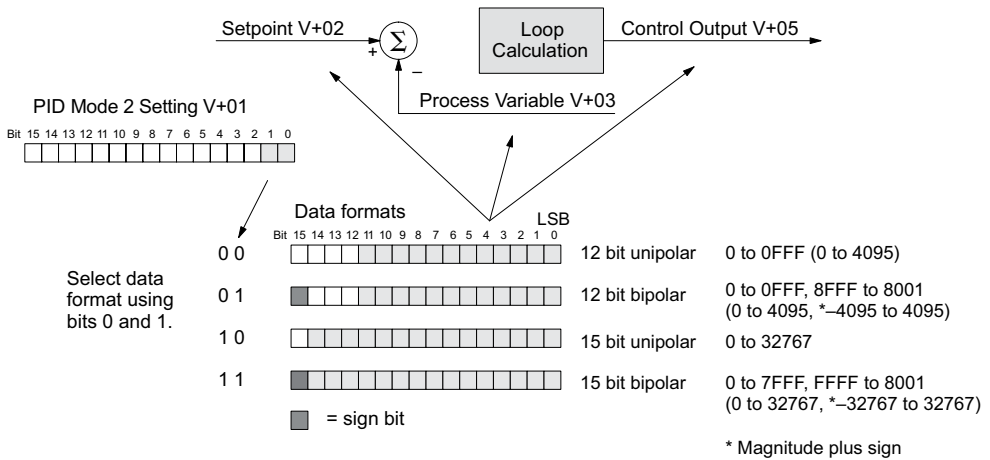 Setpoint V+02
+
Σ
–
Loop
Calculation
Control Output V+05
Process Variable V+03
PID Mode 2 Setting V+01
Bit 15 14 13 12 11 10 9 8 7 6 5 4 3 2 1 0
Data formats
LSB
Bit 15 14 13 12 11 10 9 8 7 6 5 4 3 2 1 0
Select data
format using
bits 0 and 1.
0 0
12 bit unipolar
0 to 0FFF (0 to 4095)
0 1
12 bit bipolar
0 to 0FFF, 8FFF to 8001
(0 to 4095, *–4095 to 4095)
1 0
15 bit unipolar
0 to 32767
1 1
15 bit bipolar
0 to 7FFF, FFFF to 8001
(0 to 32767, *–32767 to 32767)
= sign bit
* Magnitude plus sign